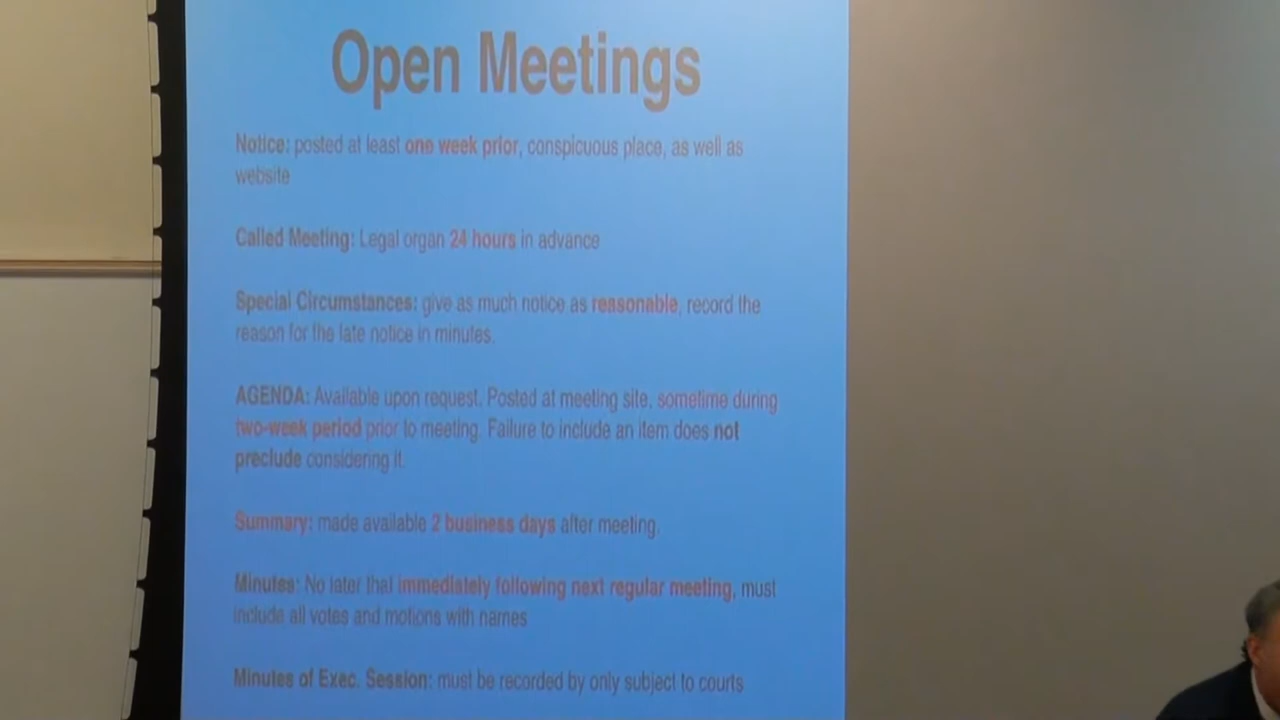 Open Meetings
Notice: posted at least one week prior, conspicuous place, as well as
website
Called Meeting: Legal organ 24 hours in advance
Special Circumstances: give as much notice as reasonable, record the
reason for the late notice in minutes.
AGENDA: Available upon request. Posted at meeting site, sometime during
two-week period prior to meeting. Failure to include an item does not
preclude considering it.
Summary: made available 2 business days after meeting.
Minutes: No later that immediately following next regular meeting, must
include all votes and motions with names
Minutes of Exec. Session: must be recorded by only subject to courts